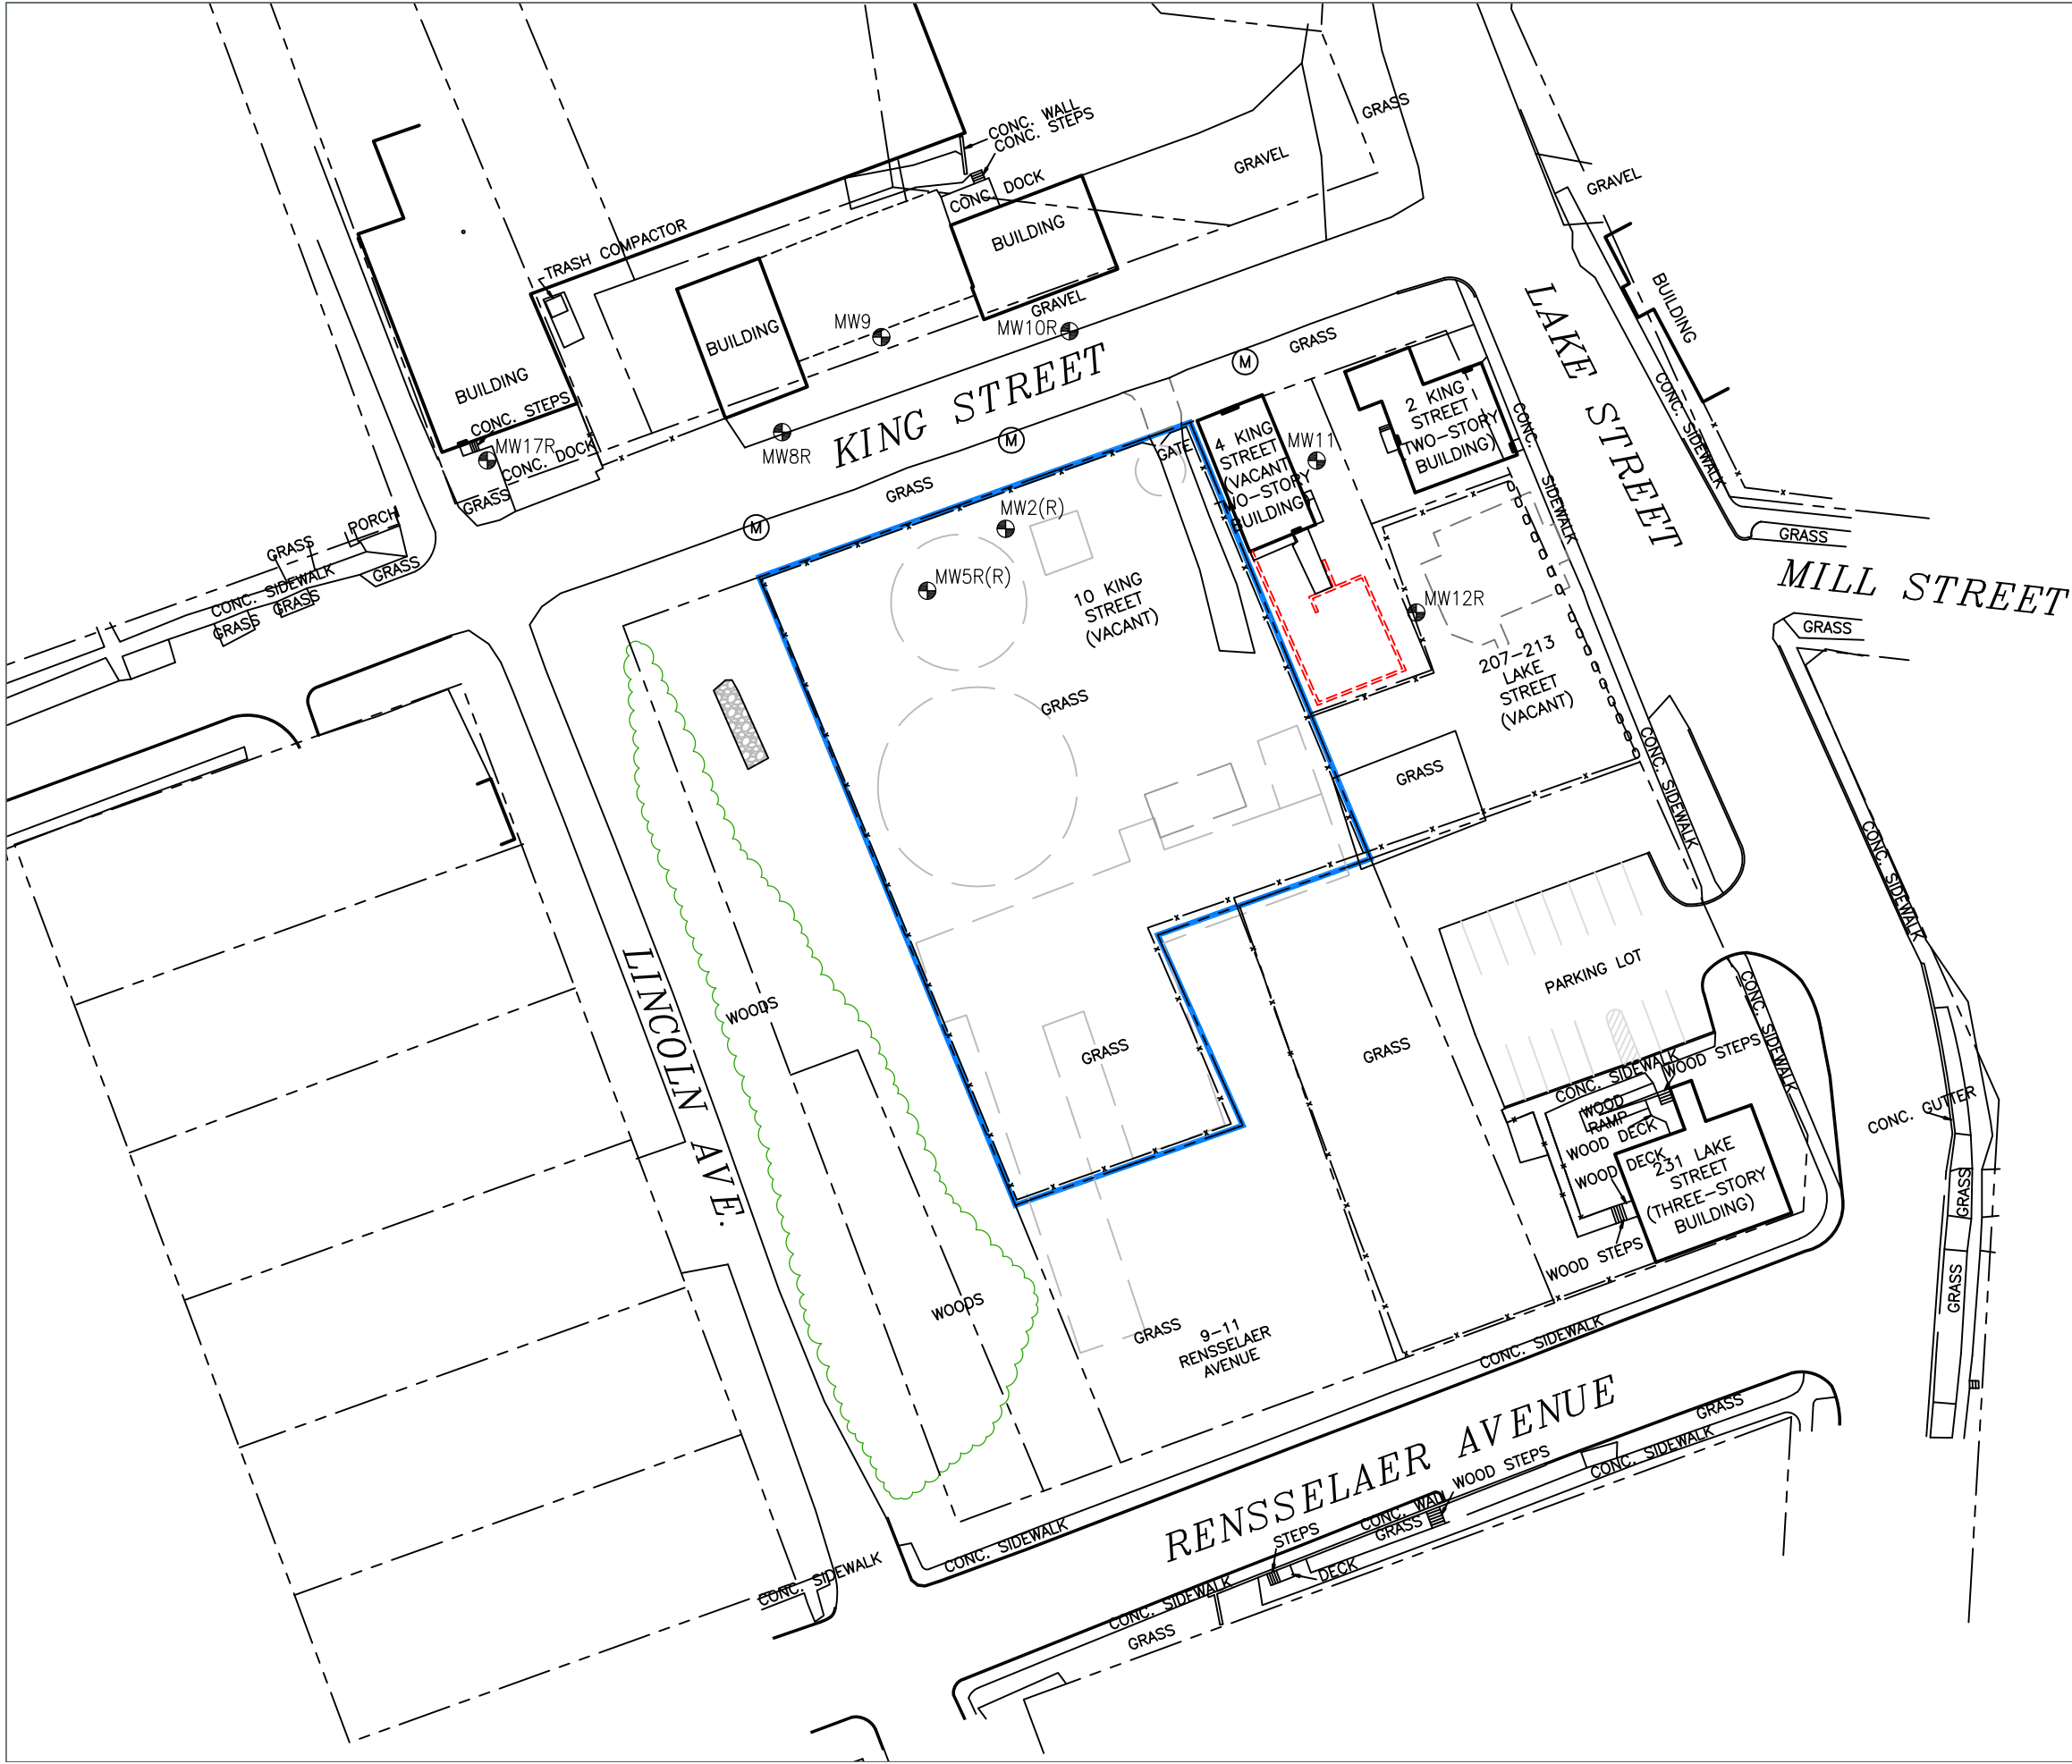 CONC. WALL
CONC. STEPS
GRASS
GRAVEL
CONC. DOCK
GRAVEL
TRASH COMPACTOR
BUILDING
BUILDING
GRAVEL
BUILDING
LAKE STREET
MW9
MW10R
BUILDING
BUILDING
KING STREET
GRASS
M
CONC. SIDEWALK
CONC. STEPS
MW17R
CONC. DOCK
MW8R
M
GATE
4 KING
STREET
(VACANT
TWO-STORY
BUILDING)
MW11
2 KING
STREET
(TWO-STORY
BUILDING)
CONC. SIDEWALK
GRASS
GRASS
PORCH
M
MW2(R)
GRASS
GRASS
GRASS
CONC. SIDEWALK
GRASS
GRASS
MW5R(R)
10 KING
STREET
(VACANT)
MW12R
MILL STREET
GRASS
207-213
LAKE
STREET
(VACANT)
GRASS
GRASS
CONC. SIDEWALK
CONC. SIDEWALK
LINCOLN AVE.
WOODS
GRASS
GRASS
PARKING LOT
CONC. SIDEWALK
CONC. SIDEWALK
WOOD STEPS
WOOD
RAMP
WOOD DECK
WOOD DECK
231 LAKE
STREET
(THREE-STORY
BUILDING)
CONC. GUTTER
GRASS
GRASS
WOOD STEPS
WOODS
GRASS
9-11
RENSSELAER
AVENUE
CONC. SIDEWALK
RENSSELAER AVENUE
GRASS
CONC. SIDEWALK
WOOD STEPS
CONC. WALL
GRASS
STEPS
DECK
CONC. SIDEWALK
CONC. SIDEWALK
CONC. SIDEWALK
GRASS